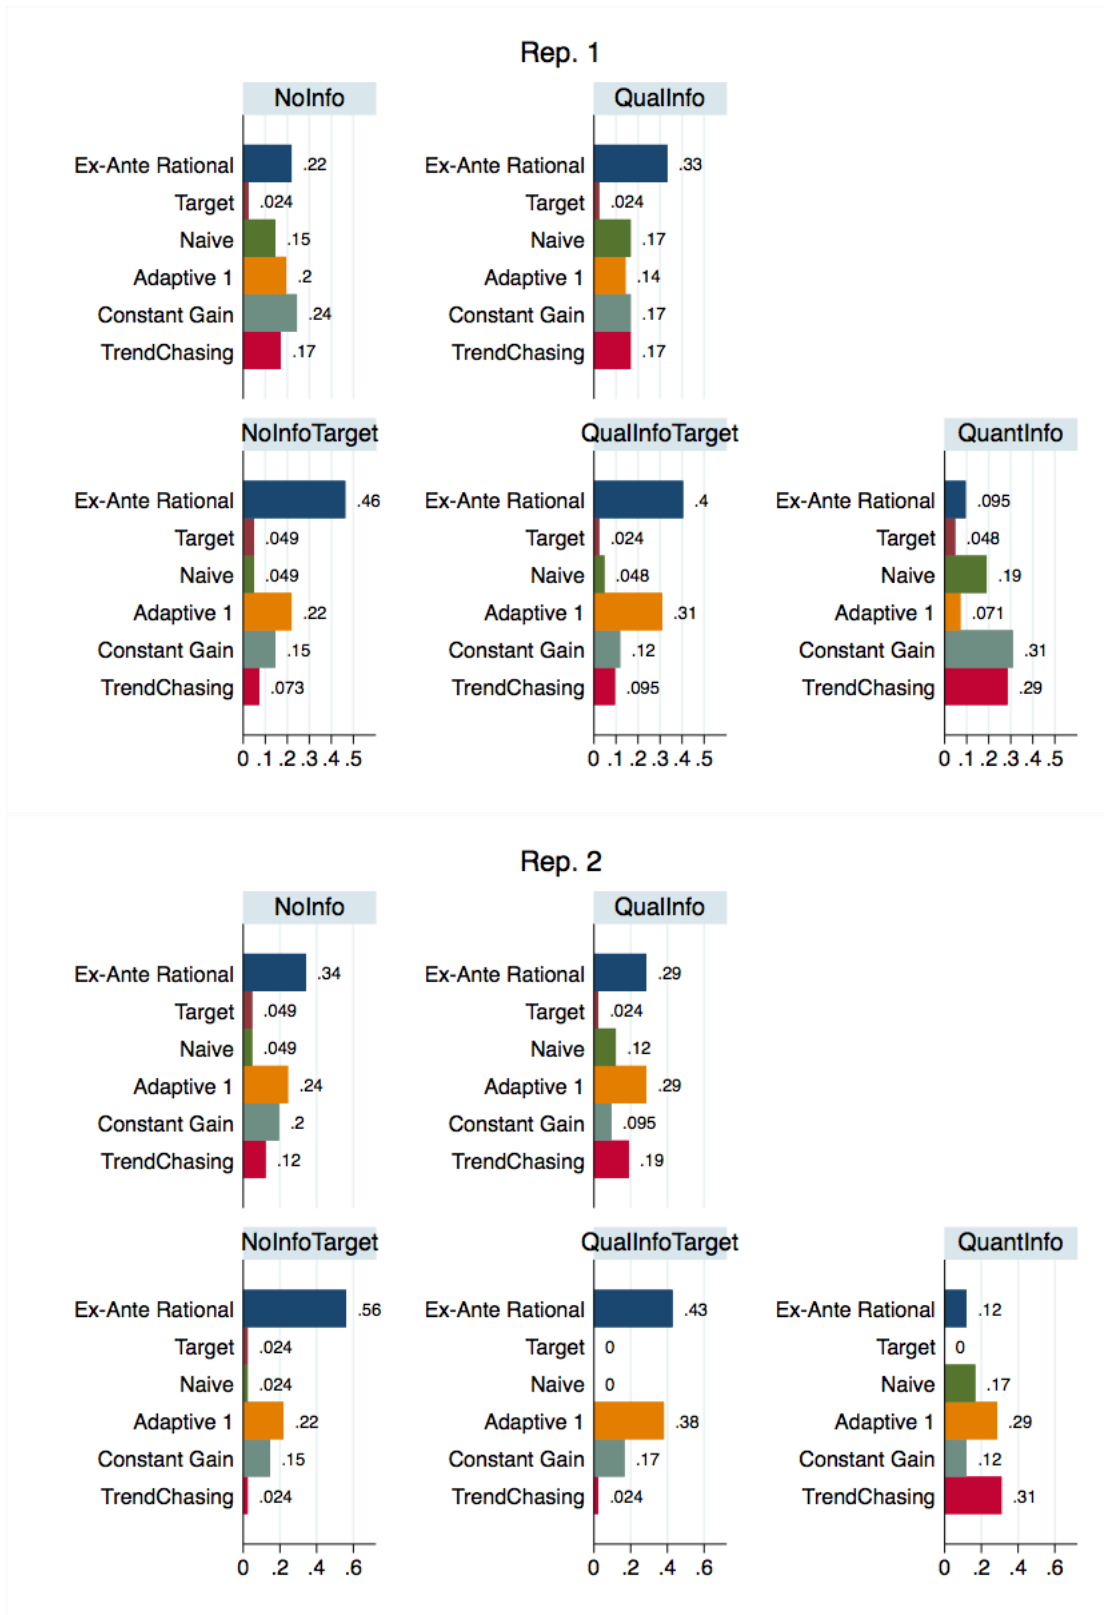 Rep. 1
NoInfo
QualInfo
Ex-Ante Rational .22
Ex-Ante Rational .33
Target .024
Target .024
Naive .15
Naive .17
Adaptive 1 .2
Adaptive 1 .14
Constant Gain .24
Constant Gain .17
TrendChasing .17
TrendChasing .17
NoInfoTarget
QualInfoTarget
QuantInfo
Ex-Ante Rational .46
Ex-Ante Rational .4
Ex-Ante Rational .095
Target .049
Target .024
Target .048
Naive .049
Naive .048
Naive .19
Adaptive 1 .22
Adaptive 1 .31
Adaptive 1 .071
Constant Gain .15
Constant Gain .12
Constant Gain .31
TrendChasing .073
TrendChasing .095
TrendChasing .29
0 .1 .2 .3 .4 .5
0 .1 .2 .3 .4 .5
0 .1 .2 .3 .4 .5
Rep. 2
NoInfo
QualInfo
Ex-Ante Rational .34
Ex-Ante Rational .29
Target .049
Target .024
Naive .049
Naive .12
Adaptive 1 .24
Adaptive 1 .29
Constant Gain .2
Constant Gain .095
TrendChasing .12
TrendChasing .19
NoInfoTarget
QualInfoTarget
QuantInfo
Ex-Ante Rational .56
Ex-Ante Rational .43
Ex-Ante Rational .12
Target .024
Target 0
Target 0
Naive .024
Naive 0
Naive .17
Adaptive 1 .22
Adaptive 1 .38
Adaptive 1 .29
Constant Gain .15
Constant Gain .17
Constant Gain .12
TrendChasing .024
TrendChasing .024
TrendChasing .31
0 .2 .4 .6
0 .2 .4 .6
0 .2 .4 .6